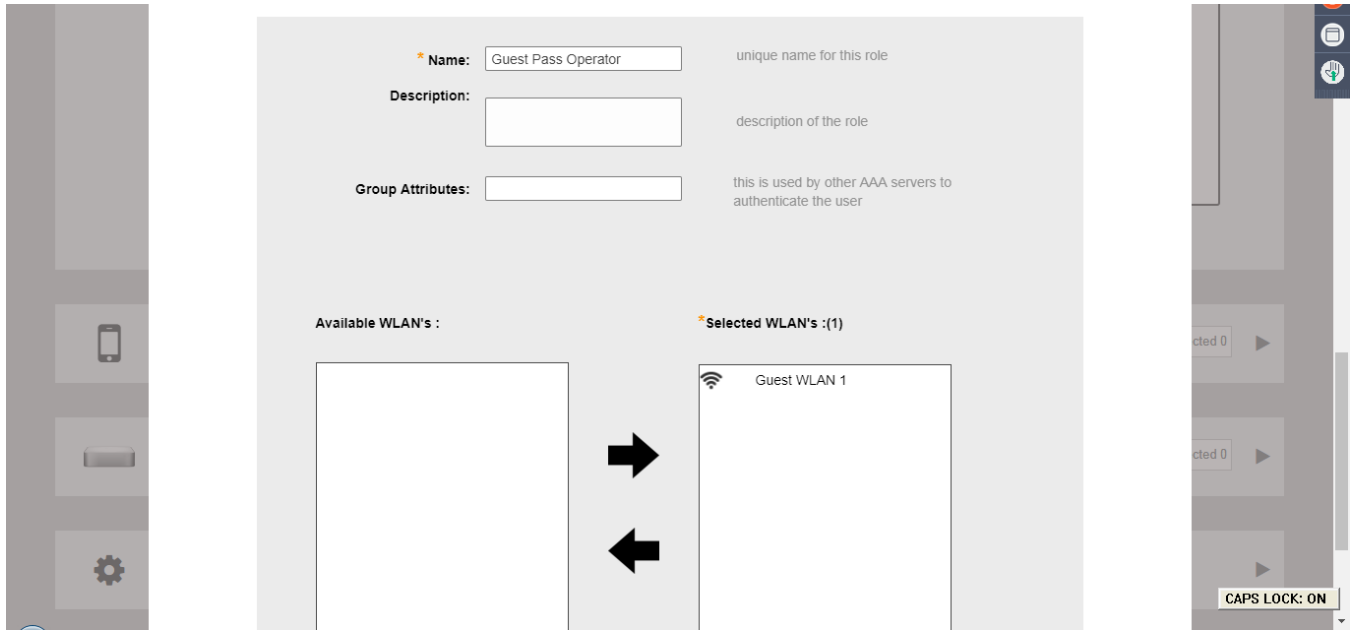 * Name:
Guest Pass Operator
unique name for this role
Description:
description of the role
Group Attributes:
this is used by other AAA servers to
authenticate the user
Available WLAN's :
*Selected WLAN's :(1)
Guest WLAN 1
cted 0
cted 0
CAPS LOCK: ON